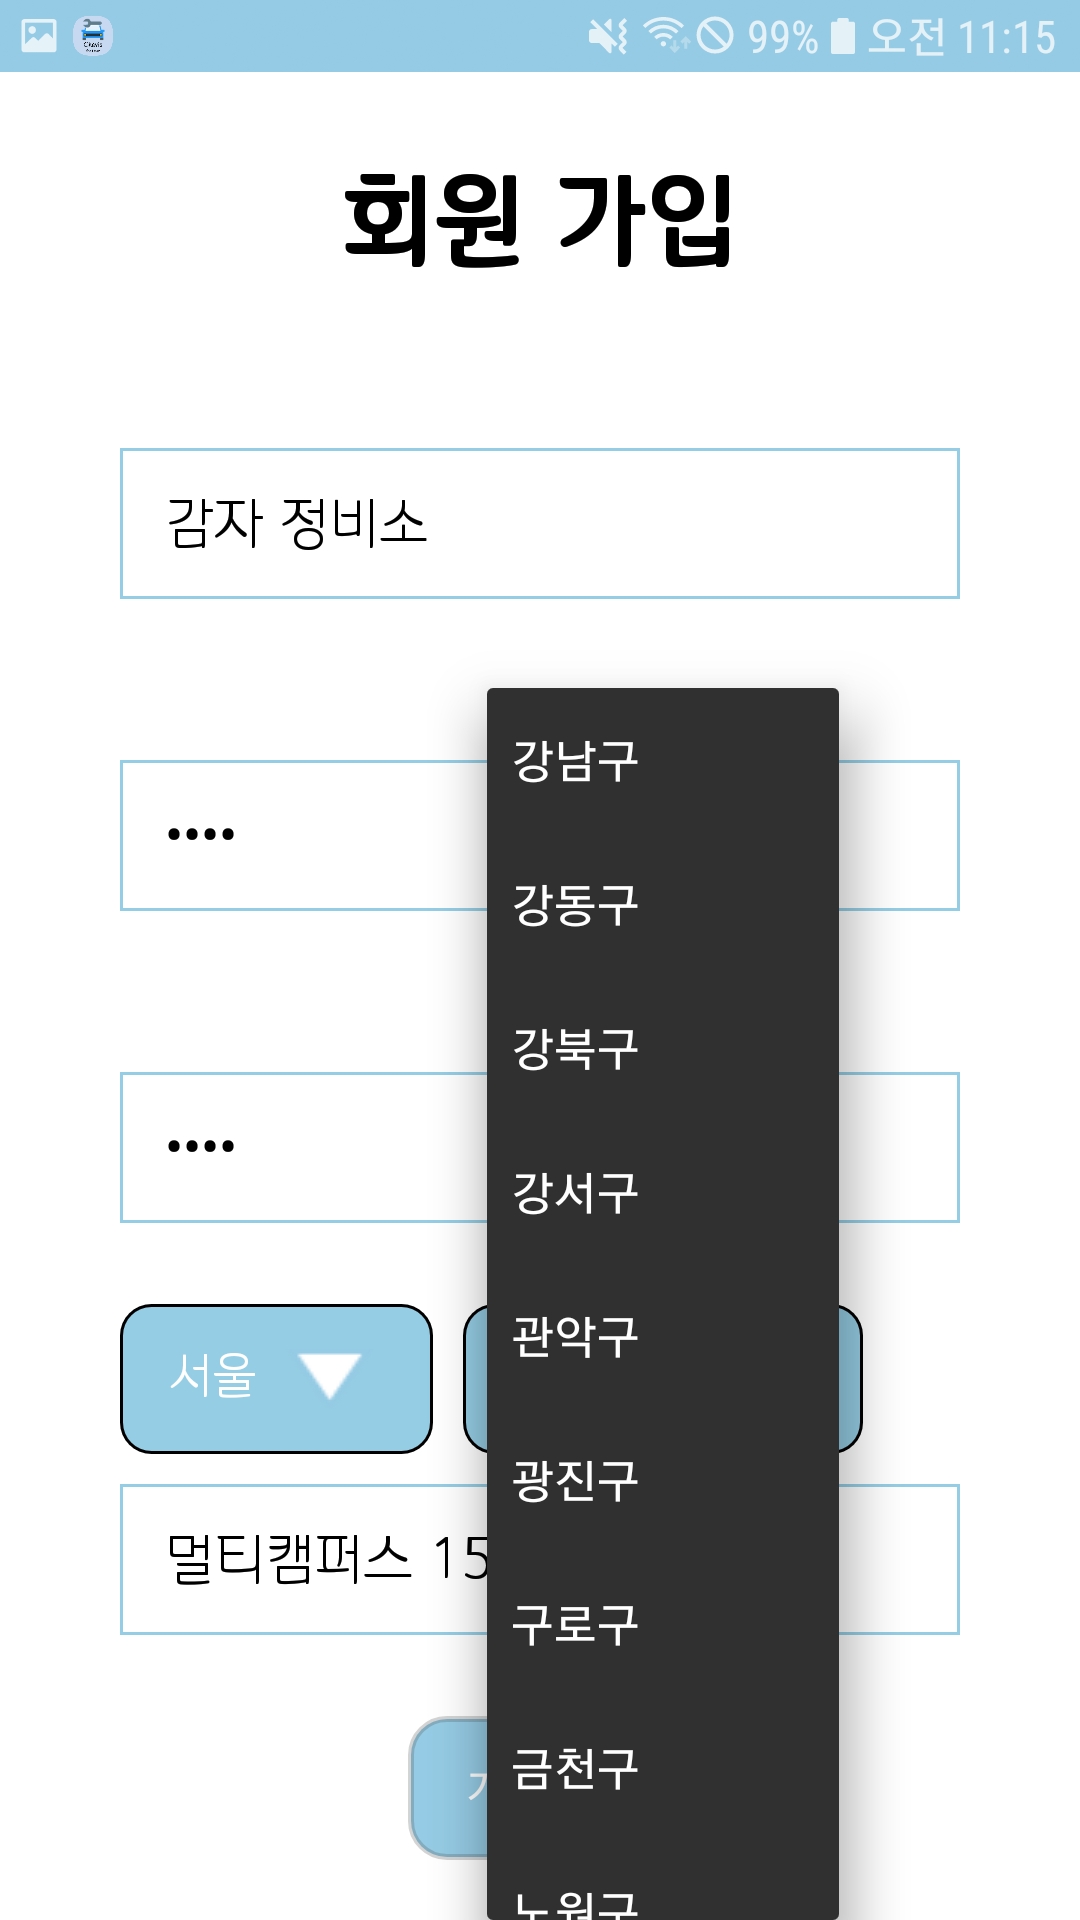 99% 오전 11:15
회원 가입
감자 정비소
••••
••••
서울
멀티캠퍼스 15
강남구
강동구
강북구
강서구
관악구
광진구
구로구
금천구
노원구